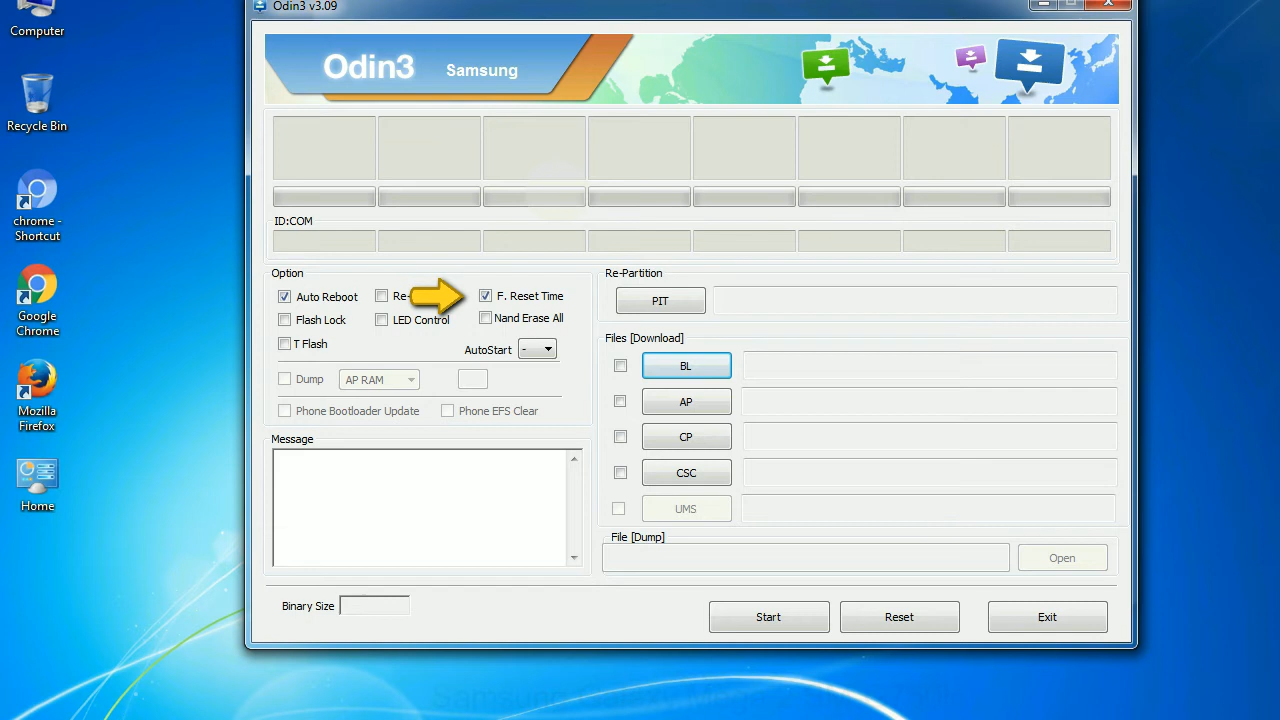 Odin3 v3.09
Computer
Recycle Bin
chrome -
Shortcut
Google
Chrome
Mozilla
Firefox
Home
Odin3 Samsung
ID:COM
Option
Auto Reboot
F. Reset Time
Flash Lock
LED Control
Nand Erase All
T Flash
AutoStart -
Dump AP RAM
Phone Bootloader Update
Phone EFS Clear
Message
Re-Partition
PIT
Files [Download]
BL
AP
CP
CSC
UMS
File [Dump]
Open
Binary Size
Start Reset Exit
Samsung